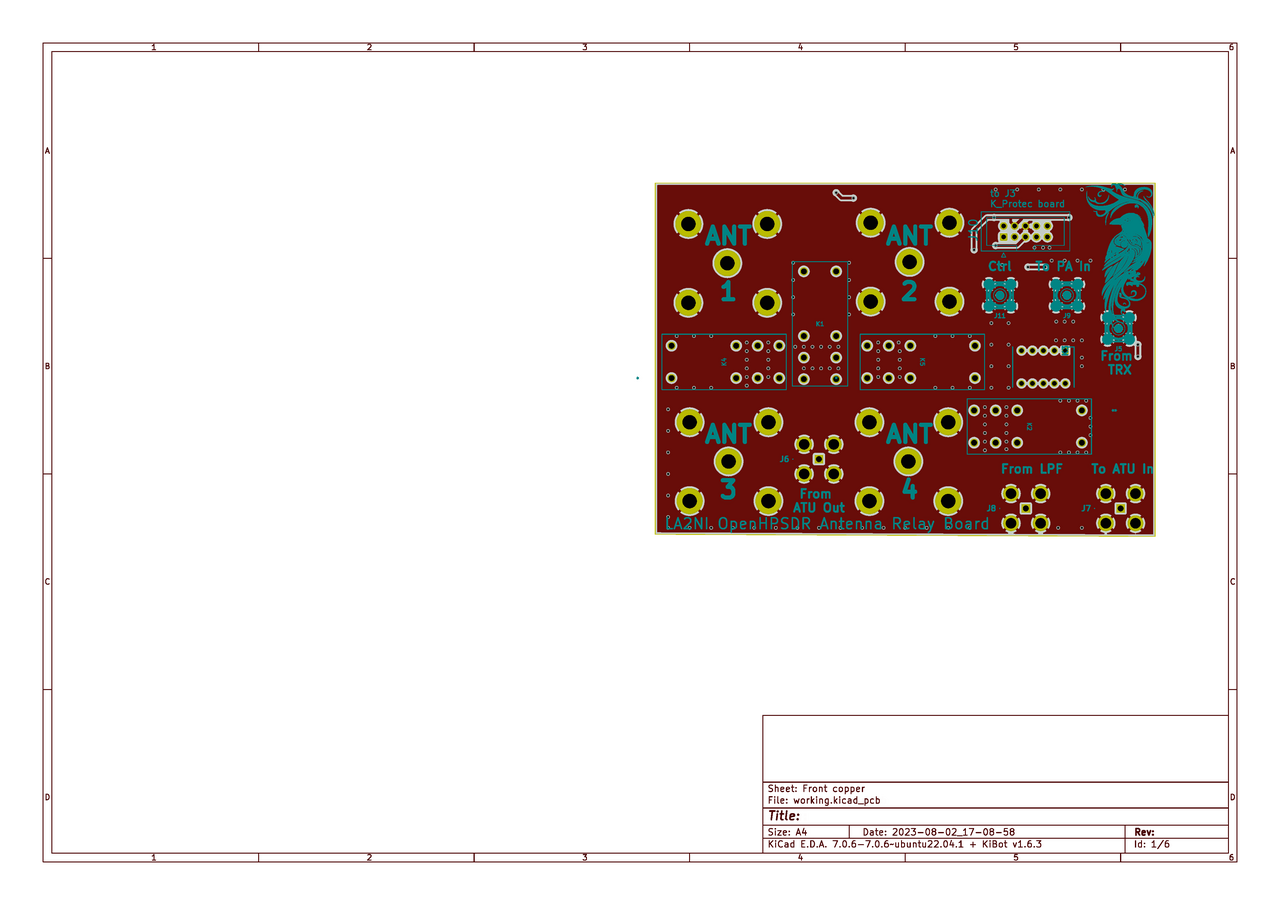 1 2 3 4 5 6
A A
B B
C C
D D
to J3
K_Protec board
ANT
1
ANT
2
Ctrl
To PA In
J11
J9
J5
From
TRX
K1
K4
K5
K2
ANT
3
ANT
4
J6
From
ATU Out
From LPF
To ATU In
J8
J7
LA2NI OpenHPSDR Antenna Relay Board
Sheet: Front copper
File: working.kicad_pcb
Title:
Size: A4
Date: 2023-08-02_17-08-58
Rev:
KiCad E.D.A. 7.0.6-7.0.6~ubuntu22.04.1 + KiBot v1.6.3
Id: 1/6
1 2 3 4 5 6